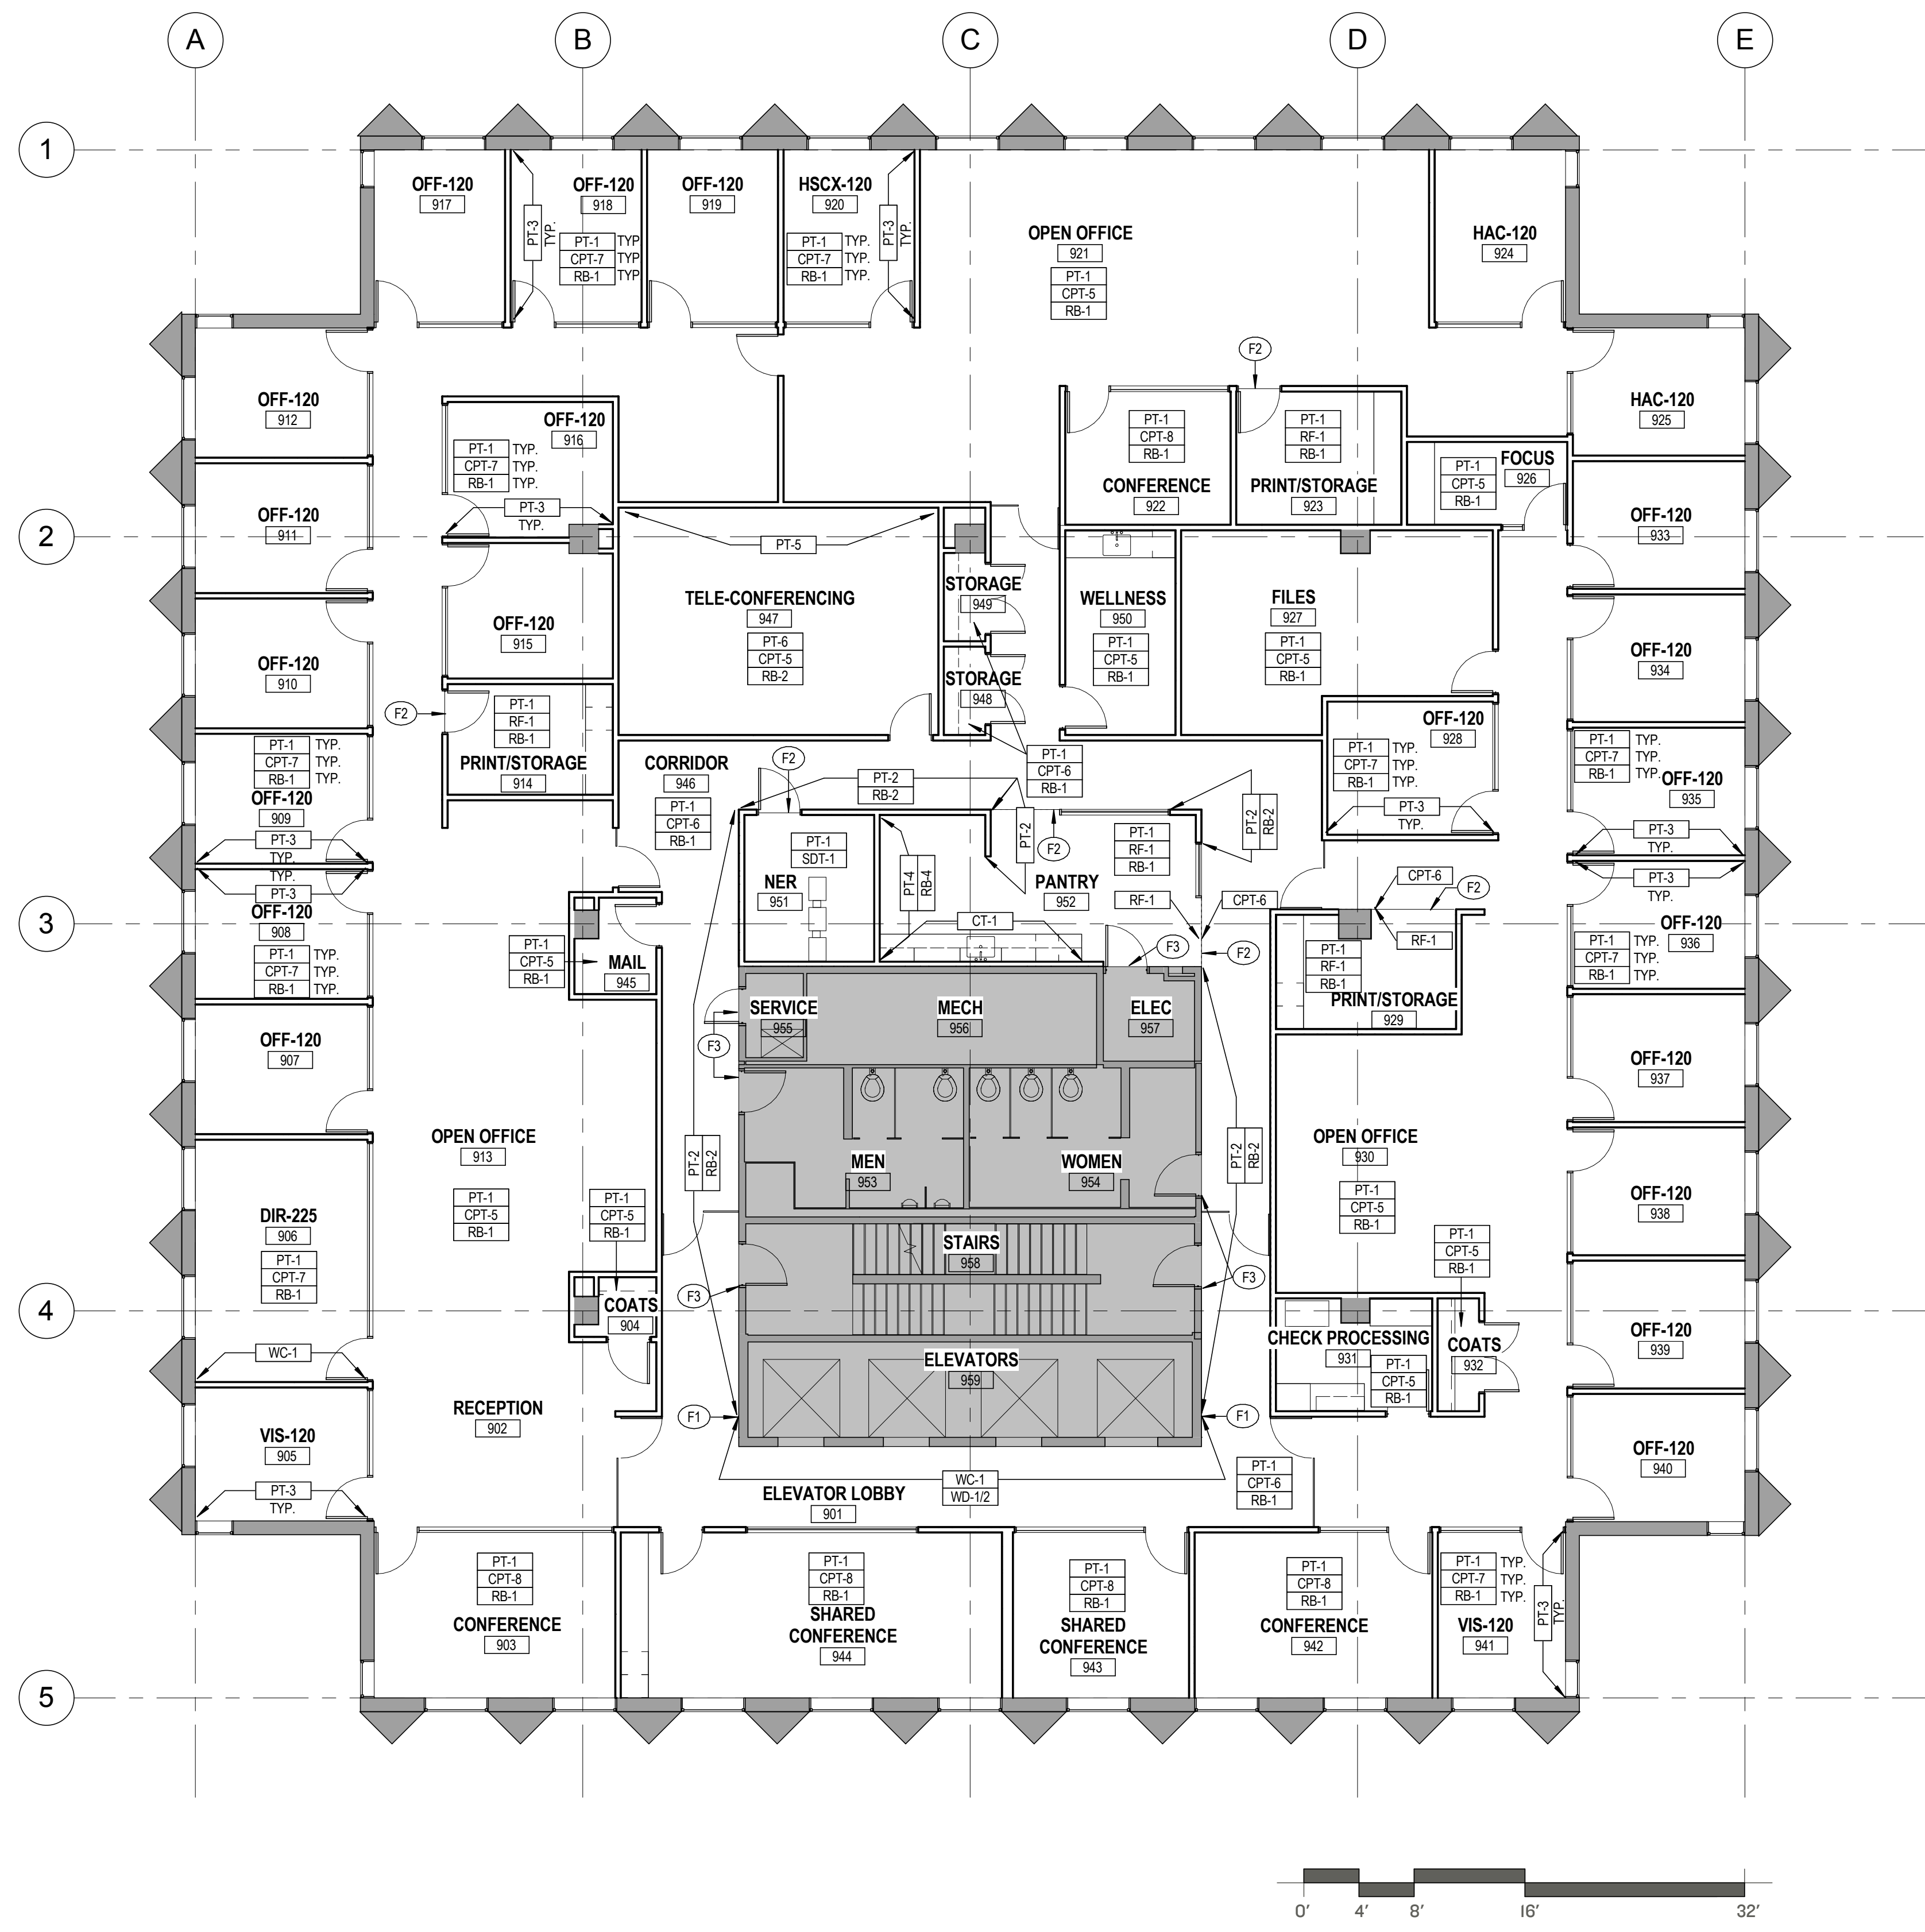 A
B
C
D
E
1
2
3
4
5
OFF-120
917
OFF-120
918
PT-3
TYP.
PT-1 TYP
CPT-7 TYP
RB-1 TYP
OFF-120
919
HSCX-120
920
PT-1 TYP.
CPT-7 TYP.
RB-1 TYP.
PT-3
TYP.
OPEN OFFICE
921
PT-1
CPT-5
RB-1
HAC-120
924
F2
OFF-120
912
OFF-120
916
PT-1 TYP.
CPT-7 TYP.
RB-1 TYP.
PT-3
TYP.
PT-1
CPT-8
RB-1
CONFERENCE
922
PT-1
RF-1
RB-1
PRINT/STORAGE
923
HAC-120
925
PT-1
CPT-5
RB-1
FOCUS
926
OFF-120
911
PT-5
OFF-120
933
TELE-CONFERENCING
947
PT-6
CPT-5
RB-2
STORAGE
949
WELLNESS
950
PT-1
CPT-5
RB-1
FILES
927
PT-1
CPT-5
RB-1
OFF-120
915
OFF-120
910
OFF-120
934
STORAGE
948
F2
PT-1
RF-1
RB-1
PRINT/STORAGE
914
OFF-120
928
PT-1 TYP.
CPT-7 TYP.
RB-1 TYP.
PT-3
TYP.
PT-1 TYP.
CPT-7 TYP.
RB-1 TYP.
OFF-120
909
PT-3
TYP.
CORRIDOR
946
PT-1
CPT-6
RB-1
F2
PT-2
RB-2
PT-1
CPT-6
RB-1
PT-2
F2
PT-2
RB-2
PT-1 TYP.
CPT-7 TYP.
RB-1 TYP.
OFF-120
935
PT-3
TYP.
PT-1
SDT-1
NER
951
PT-4
RB-4
PT-1
RF-1
RB-1
PANTRY
952
CT-1
RF-1
CPT-6
CPT-6
F2
RF-1
TYP.
PT-3
OFF-120
908
PT-1 TYP.
CPT-7 TYP.
RB-1 TYP.
PT-3
TYP.
OFF-120
936
PT-1 TYP.
CPT-7 TYP.
RB-1 TYP.
PT-1
CPT-5
RB-1
MAIL
945
F3
F2
PT-1
RF-1
RB-1
PRINT/STORAGE
929
SERVICE
955
MECH
956
ELEC
957
F3
OFF-120
907
OFF-120
937
OPEN OFFICE
913
PT-1
CPT-5
RB-1
PT-2
RB-2
MEN
953
WOMEN
954
PT-2
RB-2
OPEN OFFICE
930
PT-1
CPT-5
RB-1
OFF-120
938
DIR-225
906
PT-1
CPT-7
RB-1
WC-1
PT-1
CPT-5
RB-1
COATS
904
STAIRS
958
F3
F3
PT-1
CPT-5
RB-1
COATS
932
CHECK PROCESSING
931
PT-1
CPT-5
RB-1
OFF-120
939
ELEVATORS
959
F1
F1
RECEPTION
902
VIS-120
905
PT-3
TYP.
OFF-120
940
ELEVATOR LOBBY
901
WC-1
WD-1/2
PT-1
CPT-6
RB-1
PT-1
CPT-8
RB-1
CONFERENCE
903
PT-1
CPT-8
RB-1
SHARED
CONFERENCE
944
PT-1
CPT-8
RB-1
SHARED
CONFERENCE
943
PT-1
CPT-8
RB-1
CONFERENCE
942
PT-1 TYP.
CPT-7 TYP.
RB-1 TYP.
VIS-120
941
PT-3
TYP.
0' 4' 8' 16' 32'